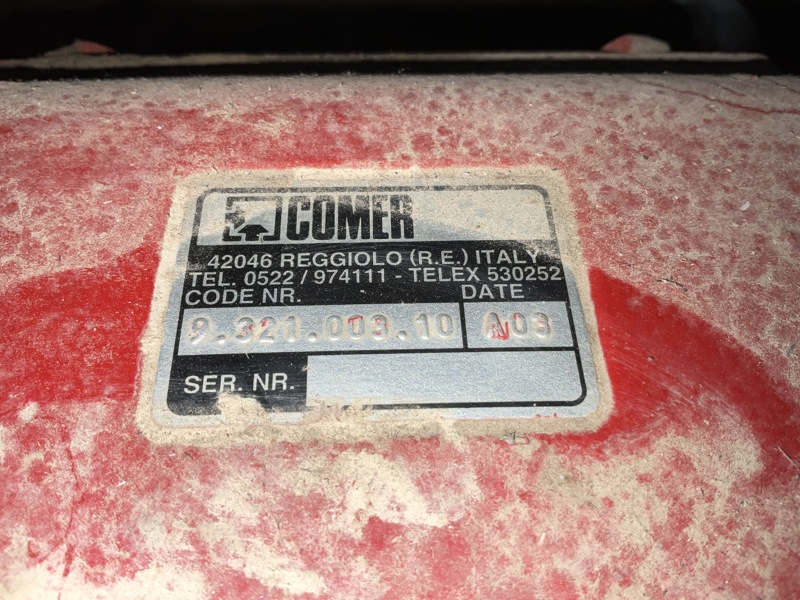 COMER
42046 REGGIOLO (R.E.) ITALY
TEL. 0522 / 974111 - TELEX 530252
CODE NR. DATE
9.321.003.10 A03
SER. NR.